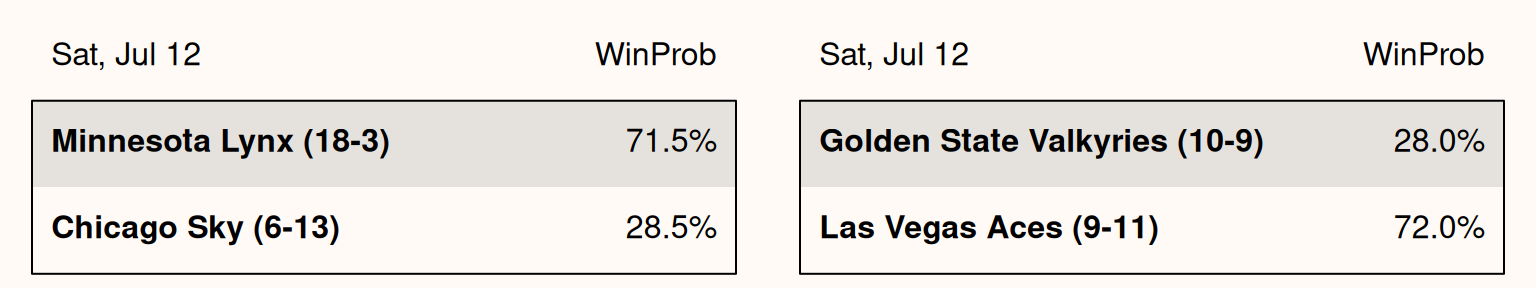 Sat, Jul 12 WinProb
Minnesota Lynx (18-3) 71.5%
Chicago Sky (6-13) 28.5%
Sat, Jul 12 WinProb
Golden State Valkyries (10-9) 28.0%
Las Vegas Aces (9-11) 72.0%